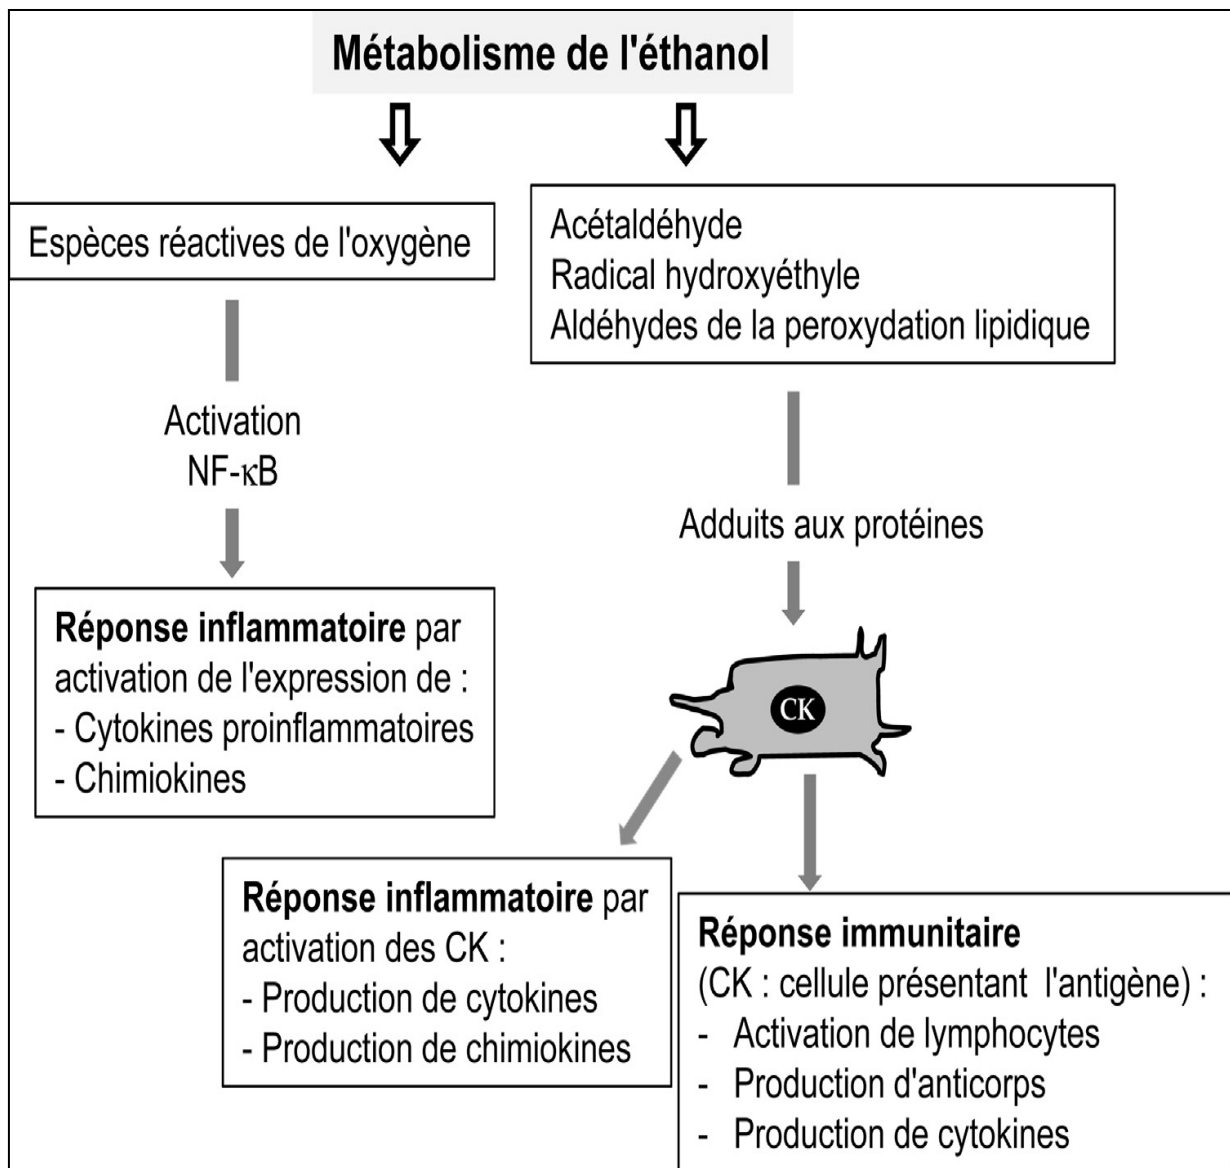 Métabolisme de l'éthanol
Espèces réactives de l'oxygène
Acétaldéhyde
Radical hydroxyéthyle
Aldéhydes de la peroxydation lipidique
Activation
NF-κB
Adduits aux protéines
Réponse inflammatoire par
activation de l'expression de :
- Cytokines proinflammatoires
- Chimiokines
CK
Réponse inflammatoire par
activation des CK :
- Production de cytokines
- Production de chimiokines
Réponse immunitaire
(CK : cellule présentant l'antigène) :
- Activation de lymphocytes
- Production d'anticorps
- Production de cytokines